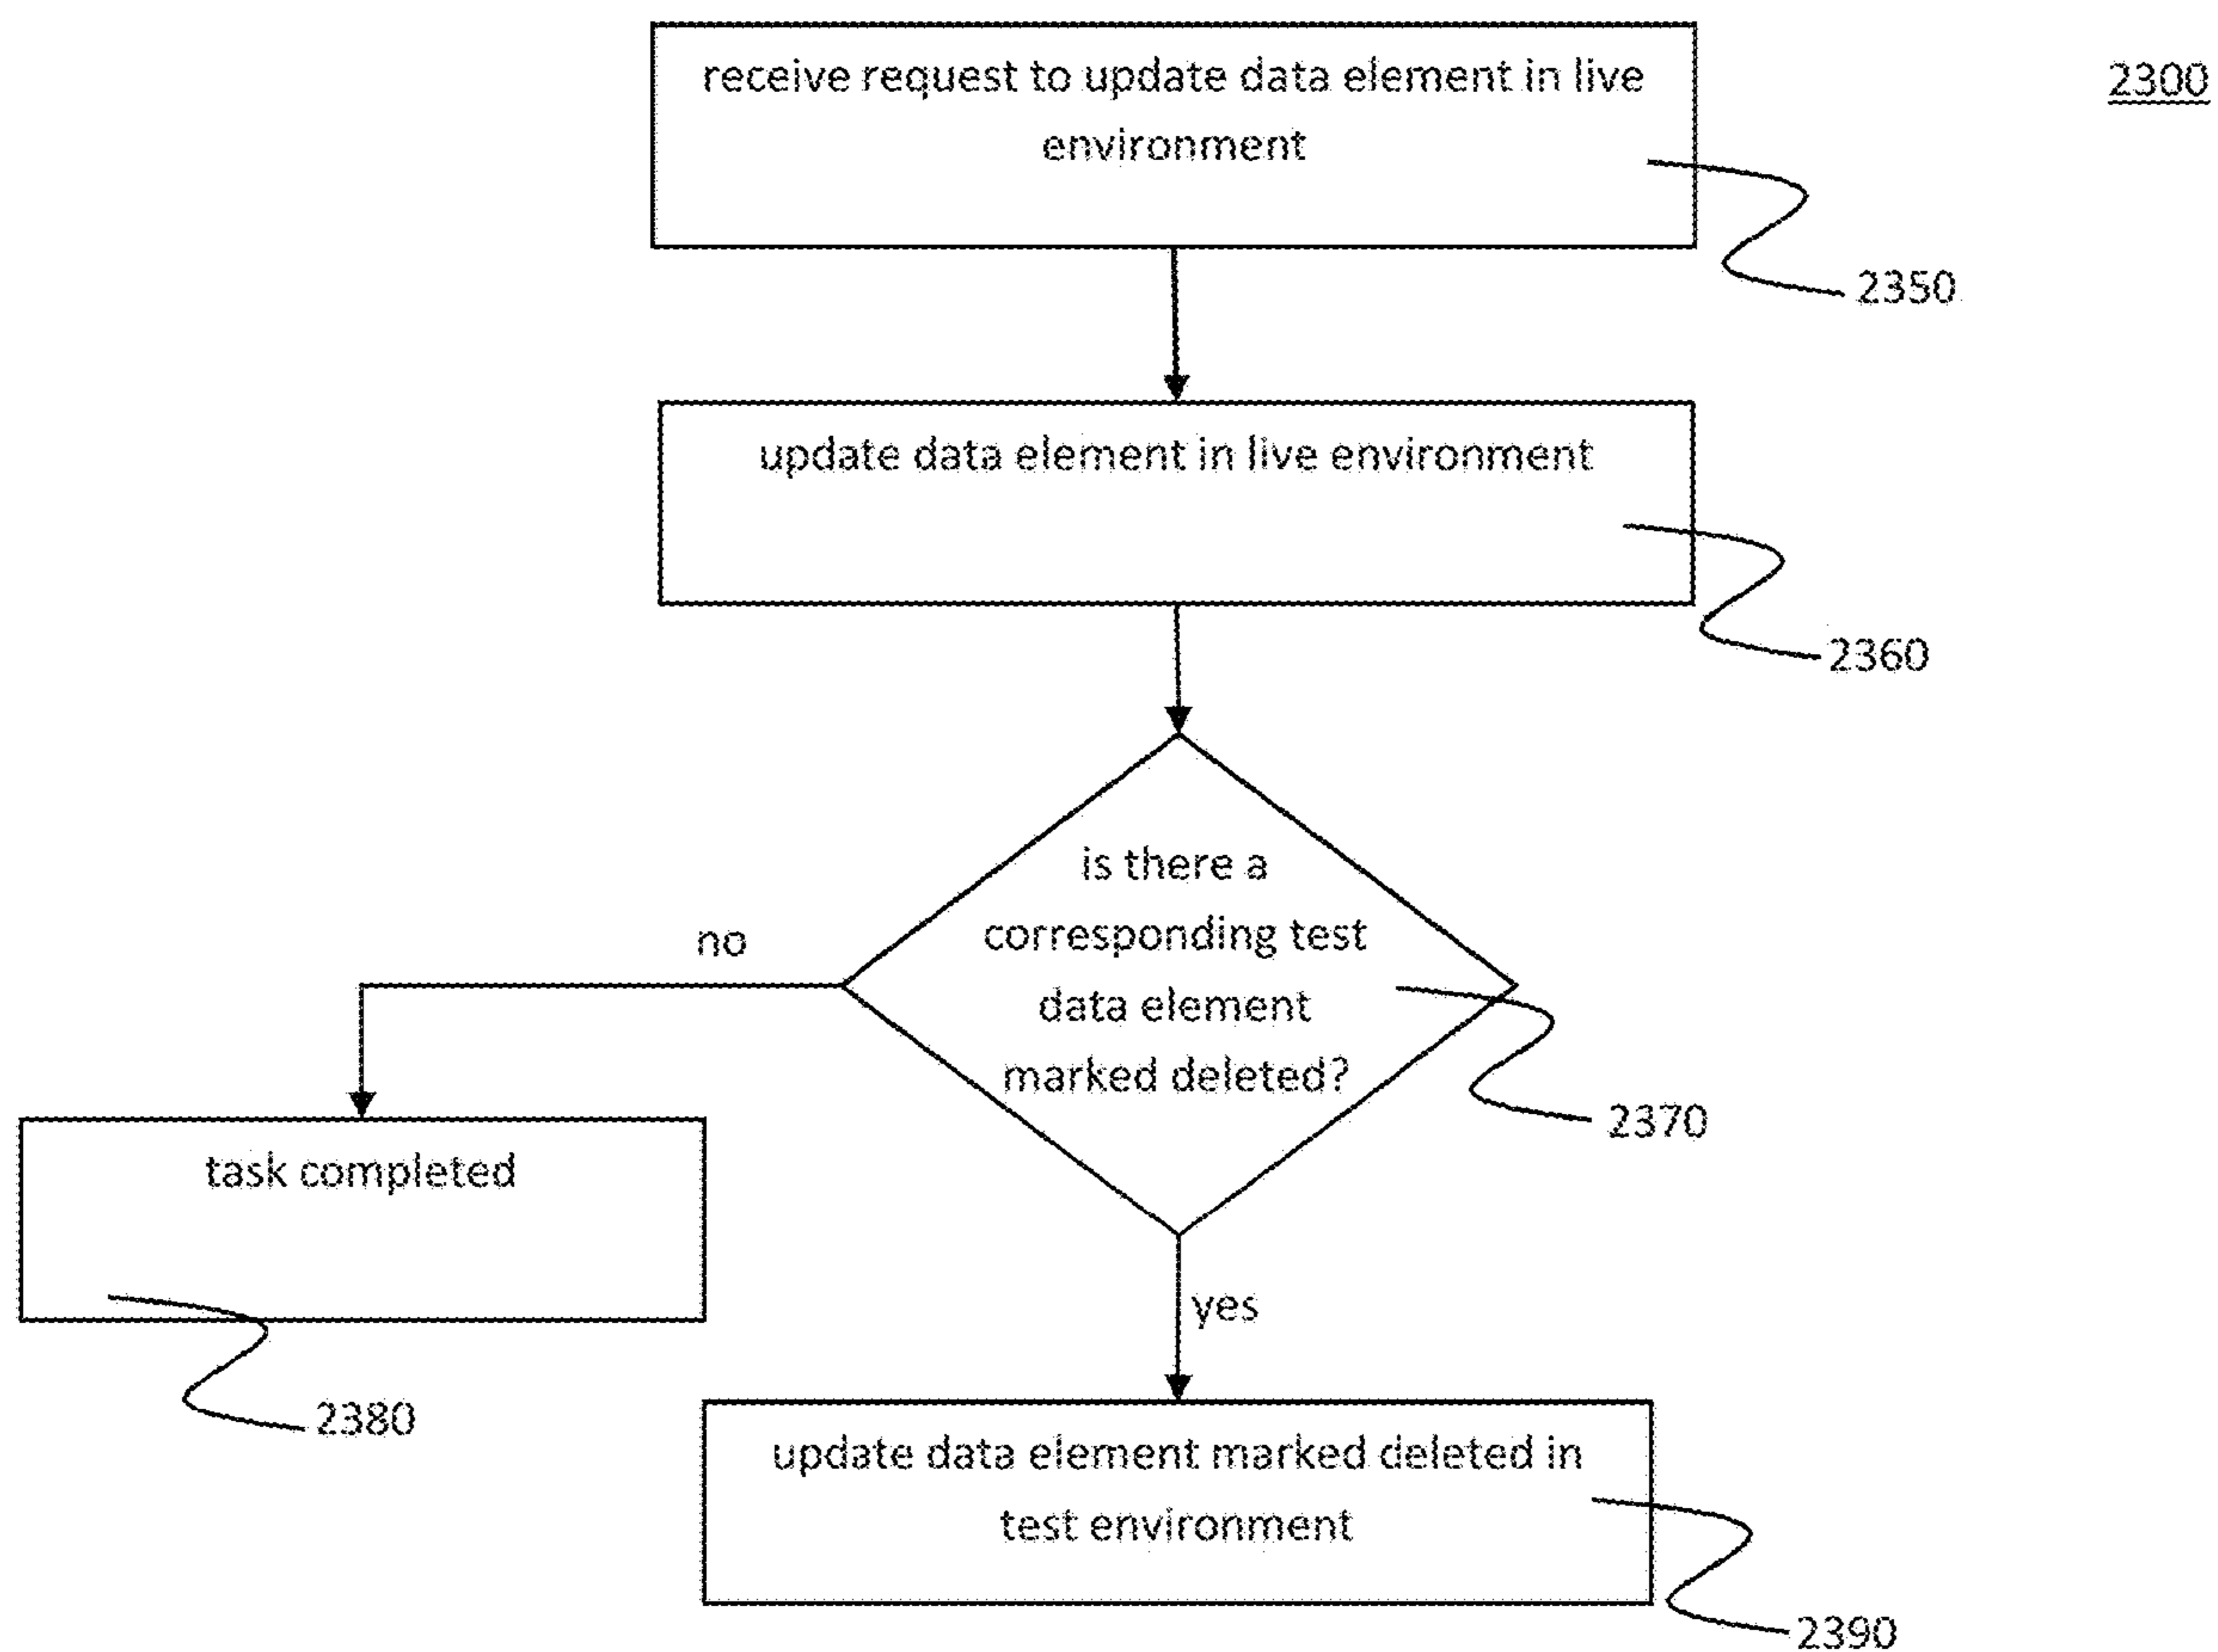 receive request to update data element in live
environment
2300
2350
update data element in live environment
2360
is there a
corresponding test
data element
marked deleted?
no
2370
task completed
yes
2380
update data element marked deleted in
test environment
2390